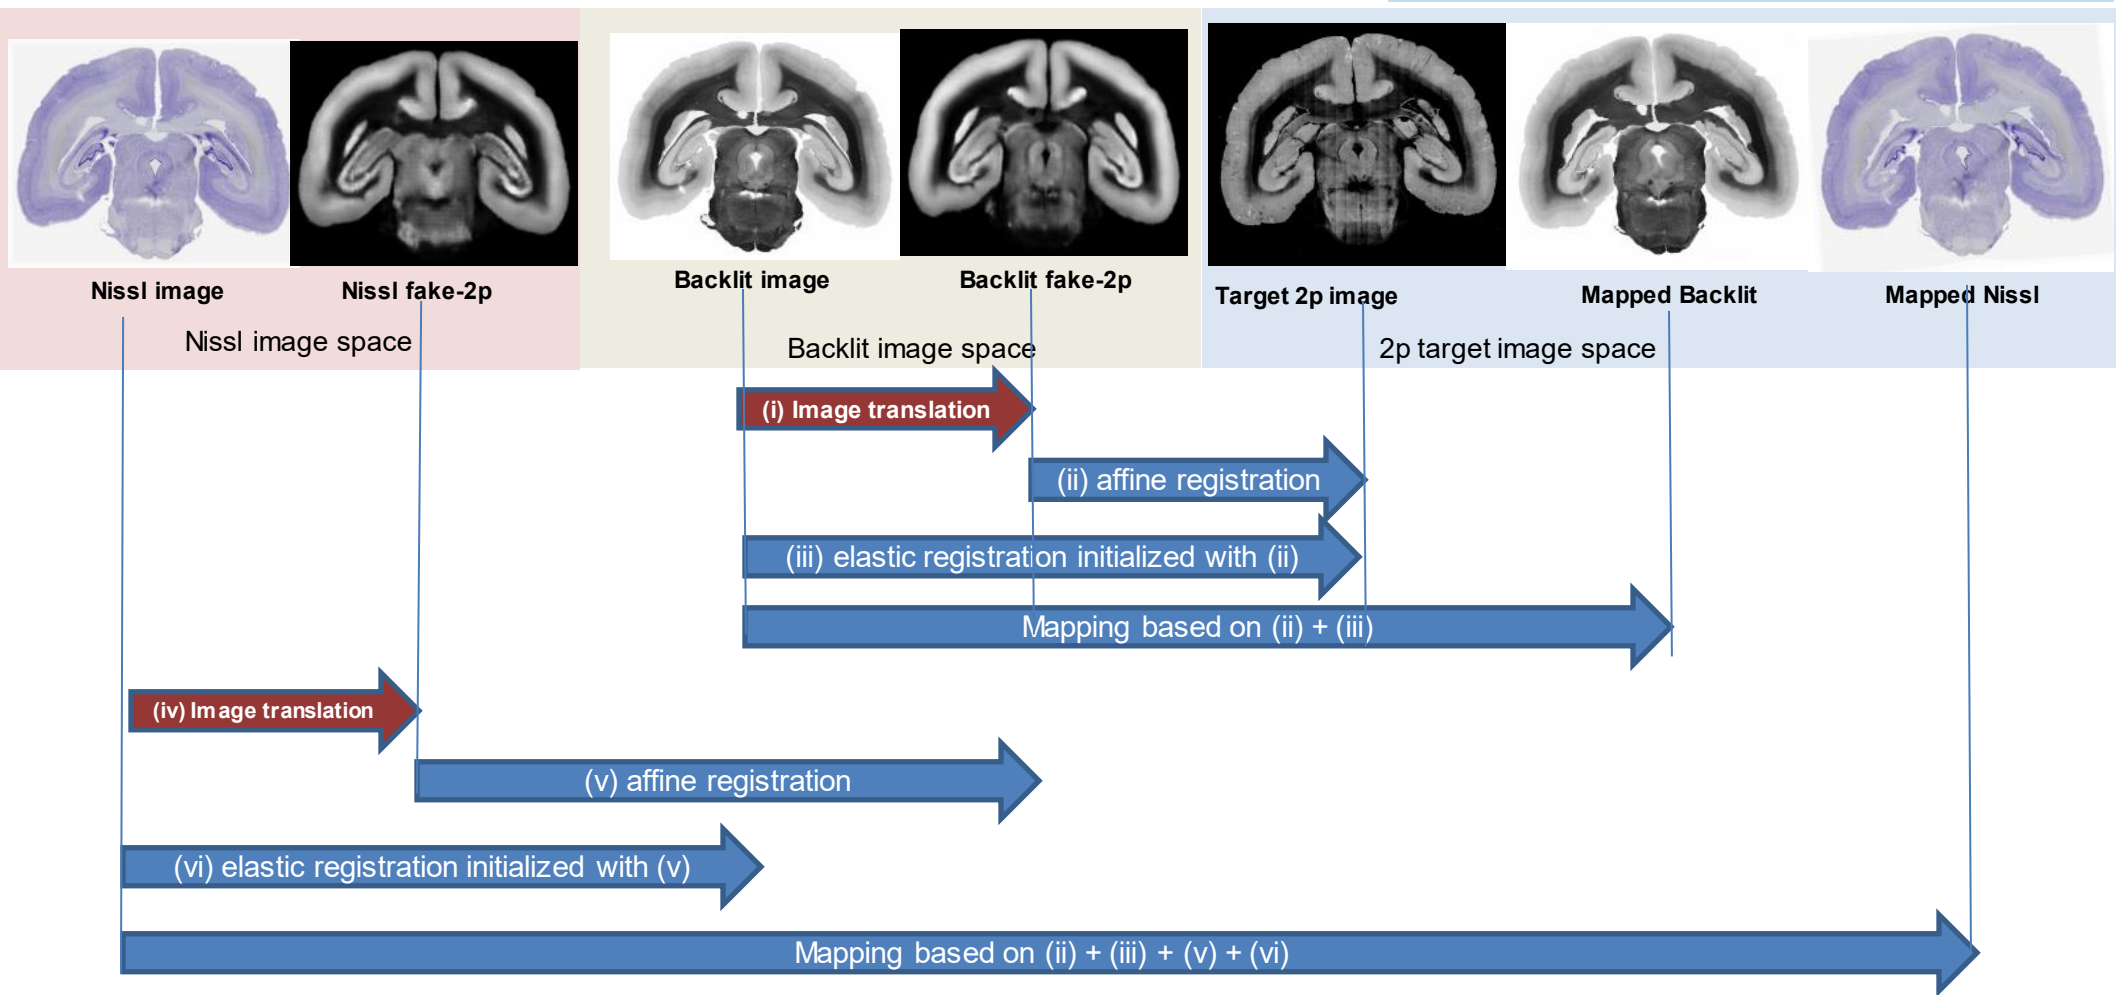 Nissl image
Nissl fake-2p
Backlit image
Backlit fake-2p
Target 2p image
Mapped Backlit
Mapped Nissl
Nissl image space
Backlit image space
2p target image space
(i) Image translation
(ii) affine registration
(iii) elastic registration initialized with (ii)
Mapping based on (ii) + (iii)
(iv) Image translation
(v) affine registration
(vi) elastic registration initialized with (v)
Mapping based on (ii) + (iii) + (v) + (vi)